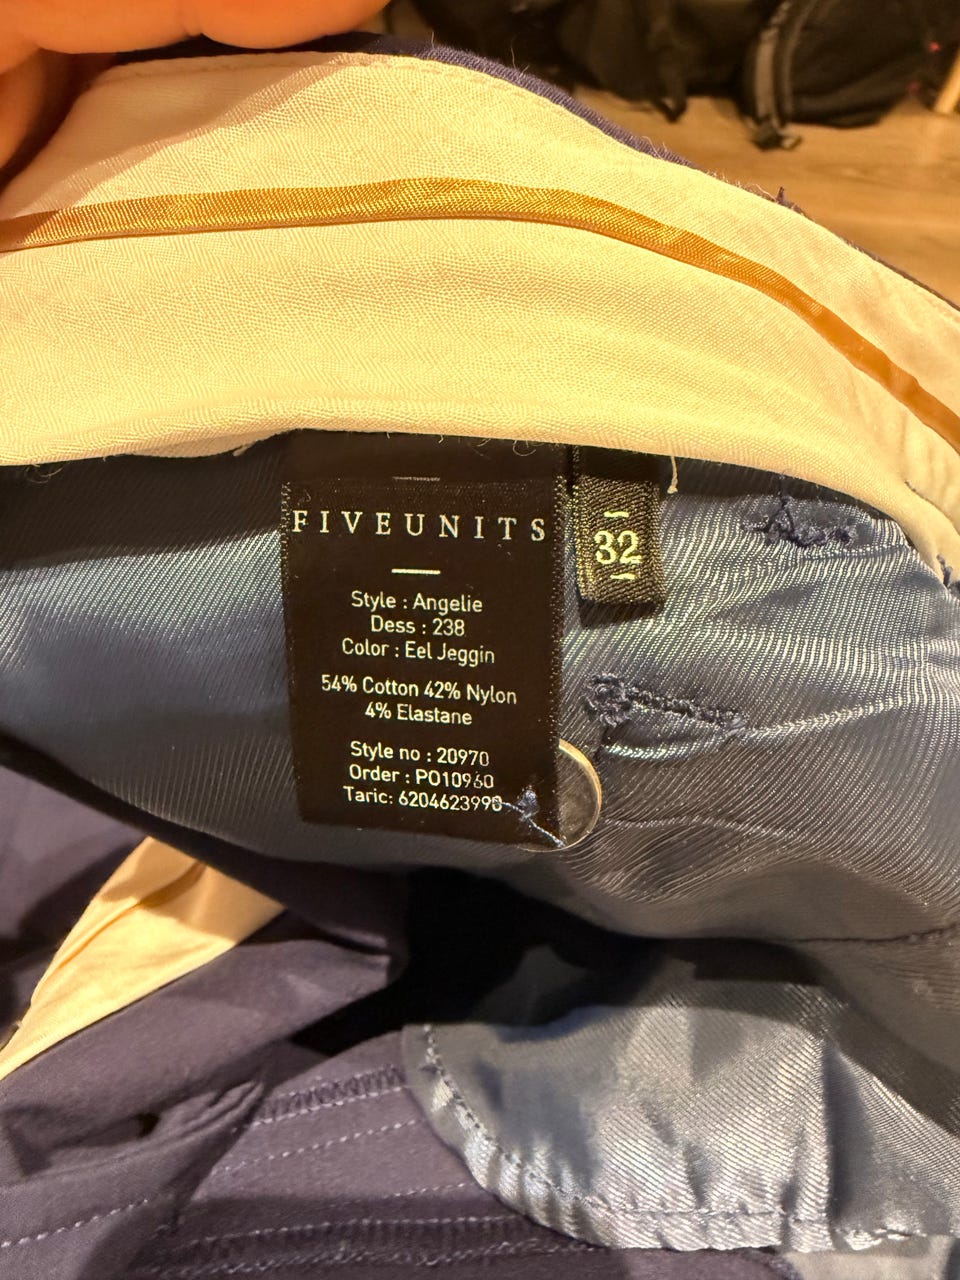 FIVEUNITS
32
Style : Angelie
Dess : 238
Color : Eel Jeggin
54% Cotton 42% Nylon
4% Elastane
Style no : 20970
Order : PO10960
Taric: 6204623990